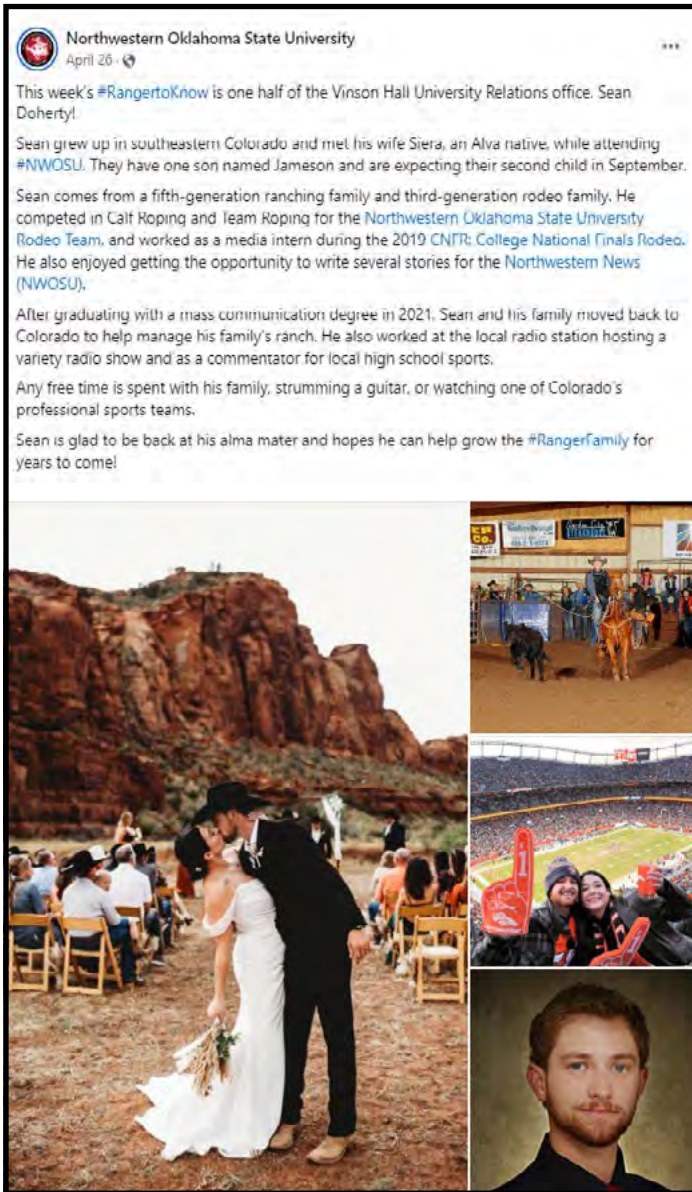 Northwestern Oklahoma State University
April 26 ·
This week's #RangertoKnow is one half of the Vinson Hall University Relations office, Sean
Doherty!
Sean grew up in southeastern Colorado and met his wife Siera, an Alva native, while attending
#NWOSU. They have one son named Jameson and are expecting their second child in September.
Sean comes from a fifth-generation ranching family and third-generation rodeo family. He
competed in Calf Roping and Team Roping for the Northwestern Oklahoma State University
Rodeo Team, and worked as a media intern during the 2019 CNFR: College National Finals Rodeo.
He also enjoyed getting the opportunity to write several stories for the Northwestern News
(NWOSU).
After graduating with a mass communication degree in 2021, Sean and his family moved back to
Colorado to help manage his family's ranch. He also worked at the local radio station hosting a
variety radio show and as a commentator for local high school sports.
Any free time is spent with his family, strumming a guitar, or watching one of Colorado's
professional sports teams.
Sean is glad to be back at his alma mater and hopes he can help grow the #RangerFamily for
years to come!
Co.
#1